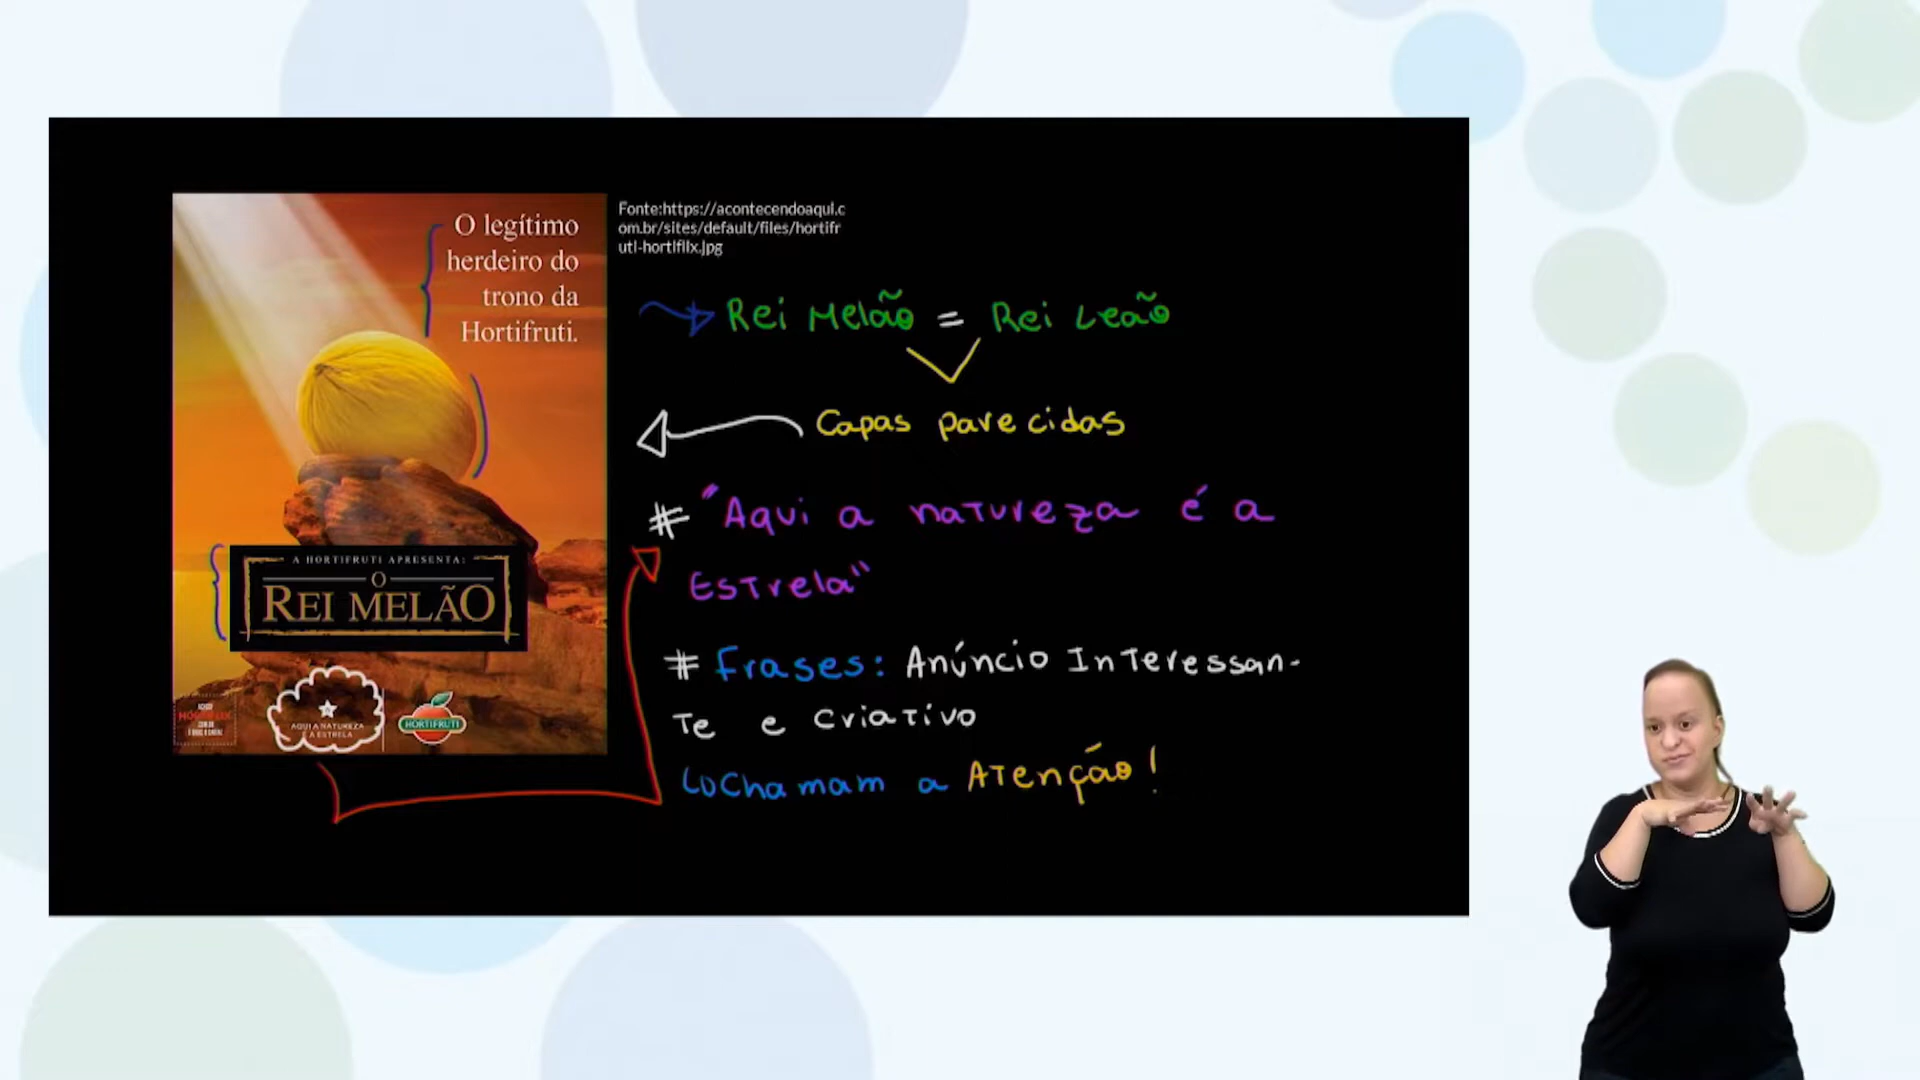 O legítimo
herdeiro do
trono da
Hortifruti.
A HORTIFRUTI APRESENTA:
O
REI MELÃO
AQUI A NATUREZA
É A ESTRELA
HORTIFRUTI
Fonte:https://acontecendoaqui.c
om.br/sites/default/files/hortifr
uti-hortiflix.jpg
Rei Melão = Rei Leão
Capas parecidas
# "Aqui a natureza é a
Estrela"
# Frases: Anúncio Interessan-
te e criativo
Chamam a Atenção!